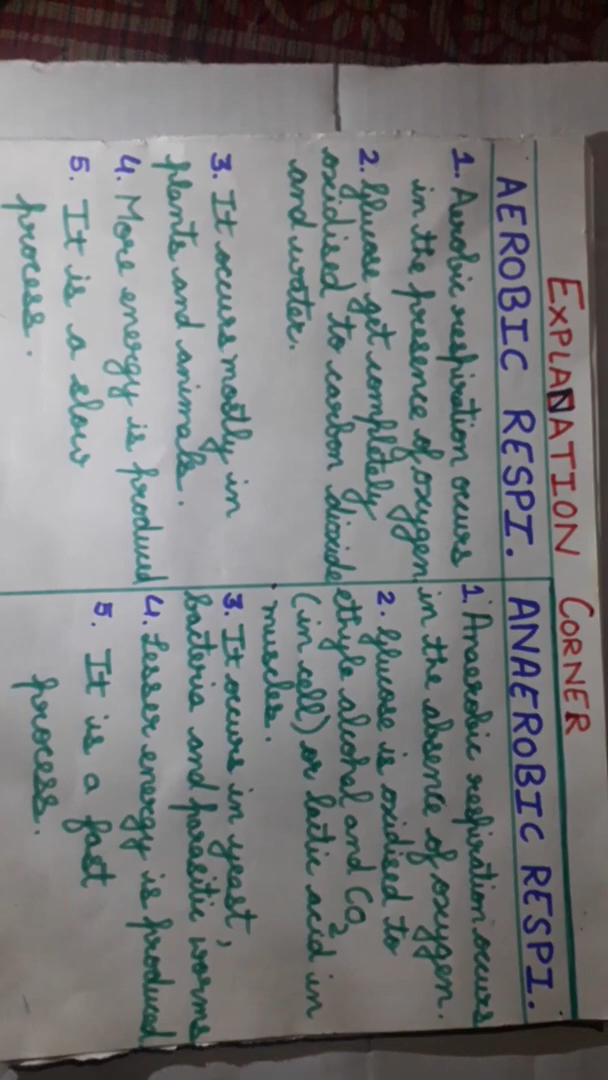 EXPLANATION CORNER
AEROBIC RESPI.
1. Aerobic respiration occurs
in the presence of oxygen.
2. Glucose get completely
oxidised to carbon dioxide
and water.
3. It occurs mostly in
plants and animals.
4. More energy is produced
5. It is a slow
process.
ANAEROBIC RESPI.
1. Anaerobic respiration occurs
in the absence of oxygen.
2. Glucose is oxidised to
ethyle alcohal and CO2
(in cell) or lactic acid in
muscles.
3. It occurs in yeast,
bacteria and parasitic worms
4. Lesser energy is produced
5. It is a fast
process.